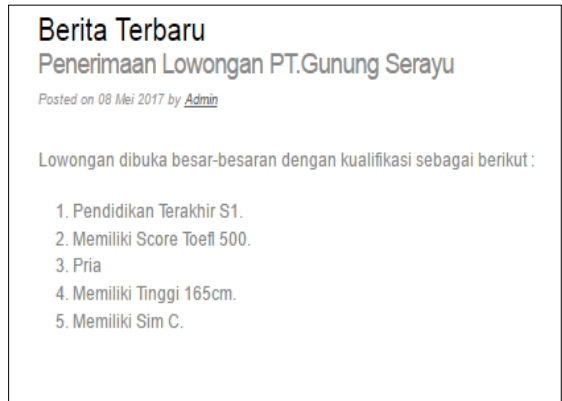 Berita Terbaru
Penerimaan Lowongan PT.Gunung Serayu
Posted on 08 Mei 2017 by Admin
Lowongan dibuka besar-besaran dengan kualifikasi sebagai berikut :
1. Pendidikan Terakhir S1.
2. Memiliki Score Toefl 500.
3. Pria
4. Memiliki Tinggi 165cm.
5. Memiliki Sim C.